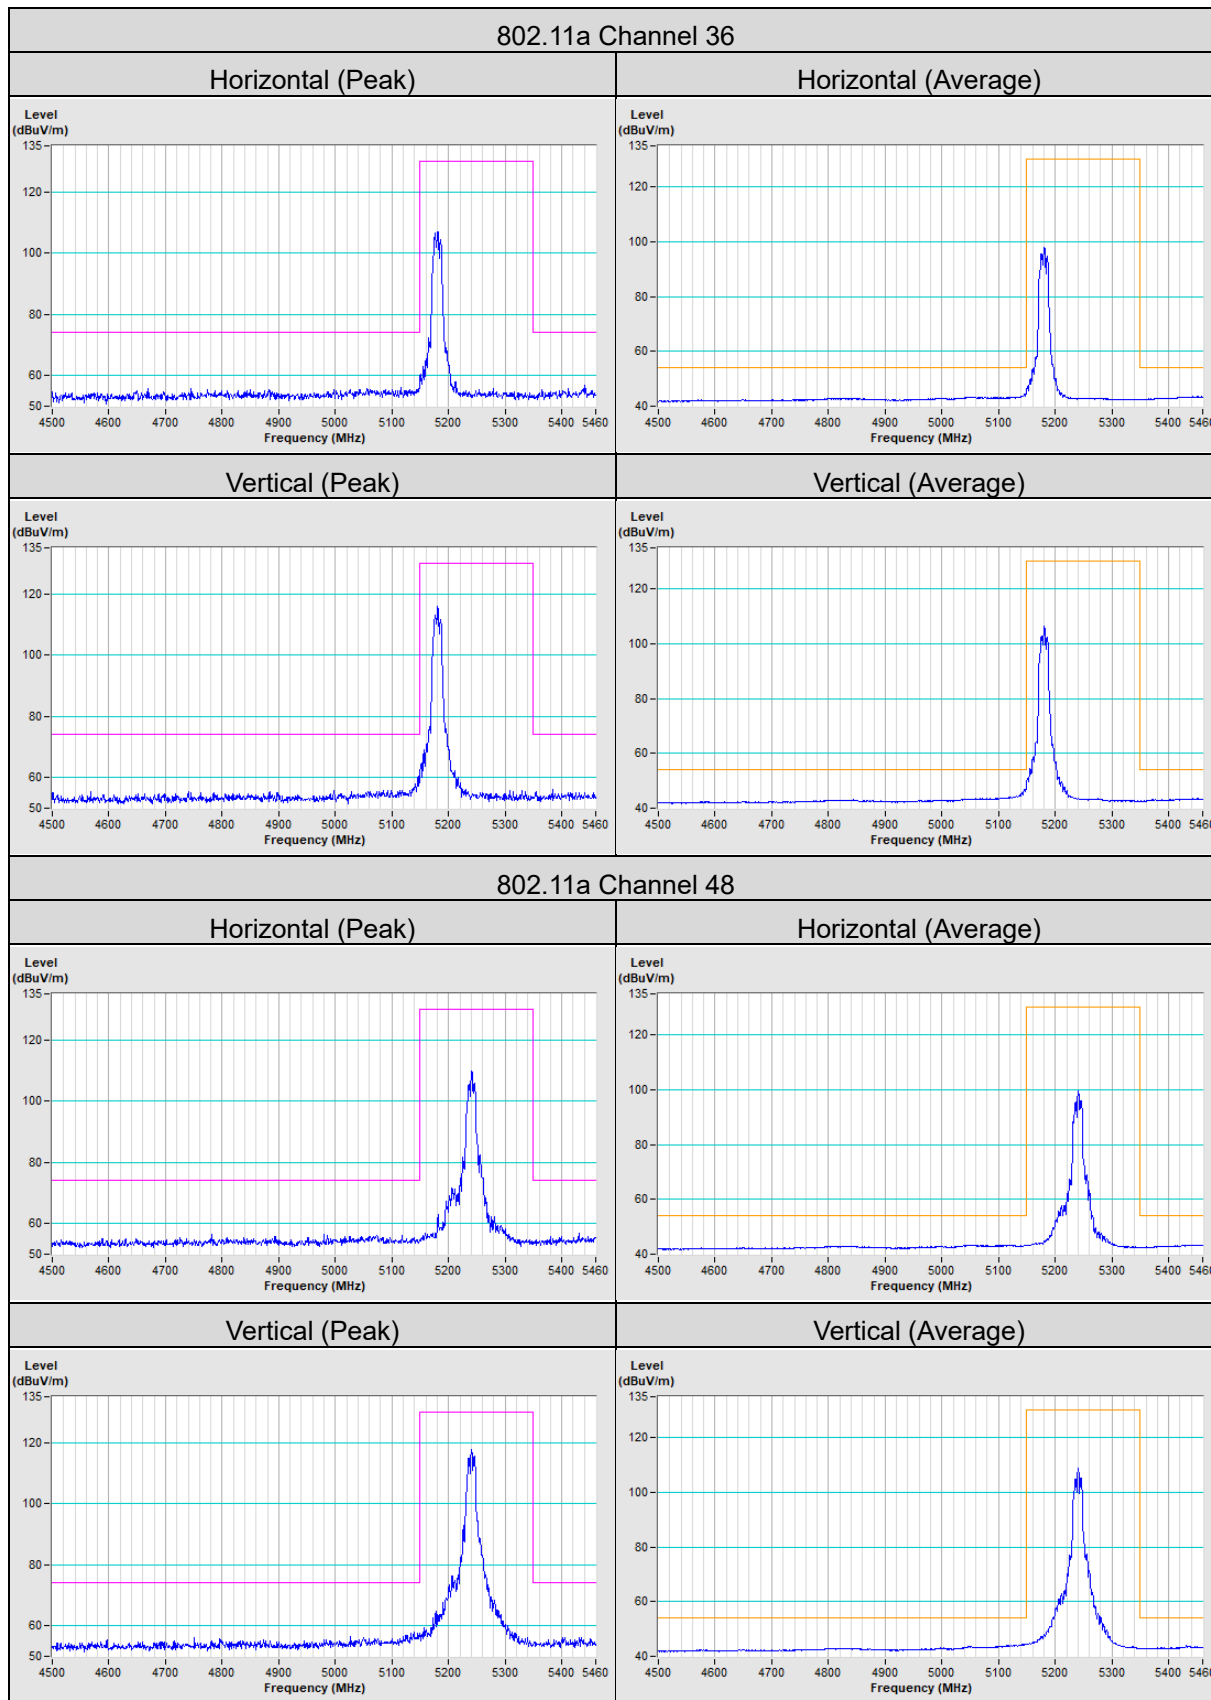 802.11a Channel 36
Horizontal (Peak) Horizontal (Average)
Level Level
(dBuV/m) (dBuV/m)
135 135
120 120
100 100
80 80
60 60
50 40
4500 4600 4700 4800 4900 5000 5100 5200 5300 5400 5460 4500 4600 4700 4800 4900 5000 5100 5200 5300 5400 5460
Frequency (MHz) Frequency (MHz)
Vertical (Peak) Vertical (Average)
Level Level
(dBuV/m) (dBuV/m)
135 135
120 120
100 100
80 80
60 60
50 40
4500 4600 4700 4800 4900 5000 5100 5200 5300 5400 5460 4500 4600 4700 4800 4900 5000 5100 5200 5300 5400 5460
Frequency (MHz) Frequency (MHz)
802.11a Channel 48
Horizontal (Peak) Horizontal (Average)
Level Level
(dBuV/m) (dBuV/m)
135 135
120 120
100 100
80 80
60 60
50 40
4500 4600 4700 4800 4900 5000 5100 5200 5300 5400 5460 4500 4600 4700 4800 4900 5000 5100 5200 5300 5400 5460
Frequency (MHz) Frequency (MHz)
Vertical (Peak) Vertical (Average)
Level Level
(dBuV/m) (dBuV/m)
135 135
120 120
100 100
80 80
60 60
50 40
4500 4600 4700 4800 4900 5000 5100 5200 5300 5400 5460 4500 4600 4700 4800 4900 5000 5100 5200 5300 5400 5460
Frequency (MHz) Frequency (MHz)